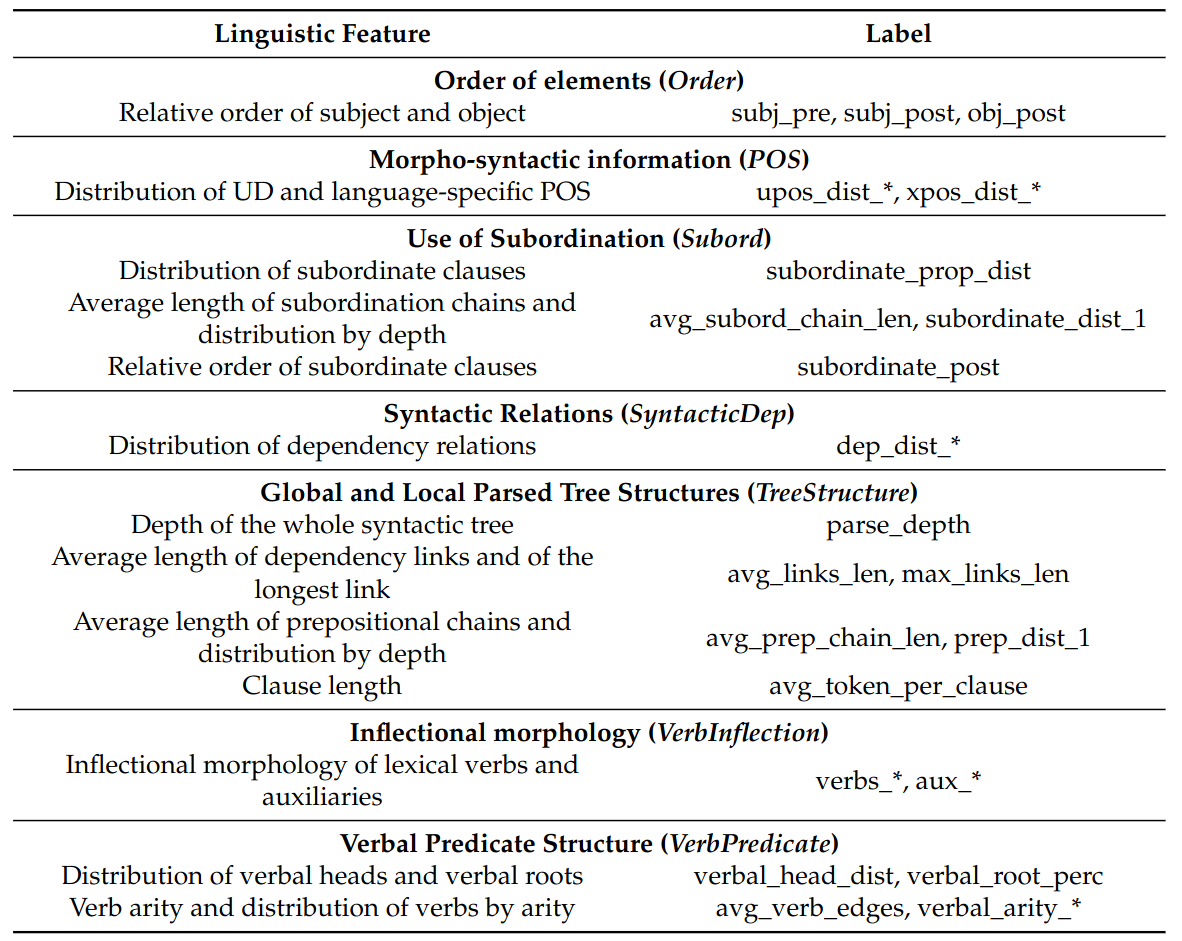 Linguistic Feature Label
Order of elements (Order)
Relative order of subject and object subj_pre, subj_post, obj_post
Morpho-syntactic information (POS)
Distribution of UD and language-specific POS upos_dist_*, xpos_dist_*
Use of Subordination (Subord)
Distribution of subordinate clauses subordinate_prop_dist
Average length of subordination chains and
distribution by depth
avg_subord_chain_len, subordinate_dist_1
Relative order of subordinate clauses subordinate_post
Syntactic Relations (SyntacticDep)
Distribution of dependency relations dep_dist_*
Global and Local Parsed Tree Structures (TreeStructure)
Depth of the whole syntactic tree parse_depth
Average length of dependency links and of the
longest link
avg_links_len, max_links_len
Average length of prepositional chains and
distribution by depth
avg_prep_chain_len, prep_dist_1
Clause length avg_token_per_clause
Inflectional morphology (VerbInflection)
Inflectional morphology of lexical verbs and
auxiliaries
verbs_*, aux_*
Verbal Predicate Structure (VerbPredicate)
Distribution of verbal heads and verbal roots verbal_head_dist, verbal_root_perc
Verb arity and distribution of verbs by arity avg_verb_edges, verbal_arity_*